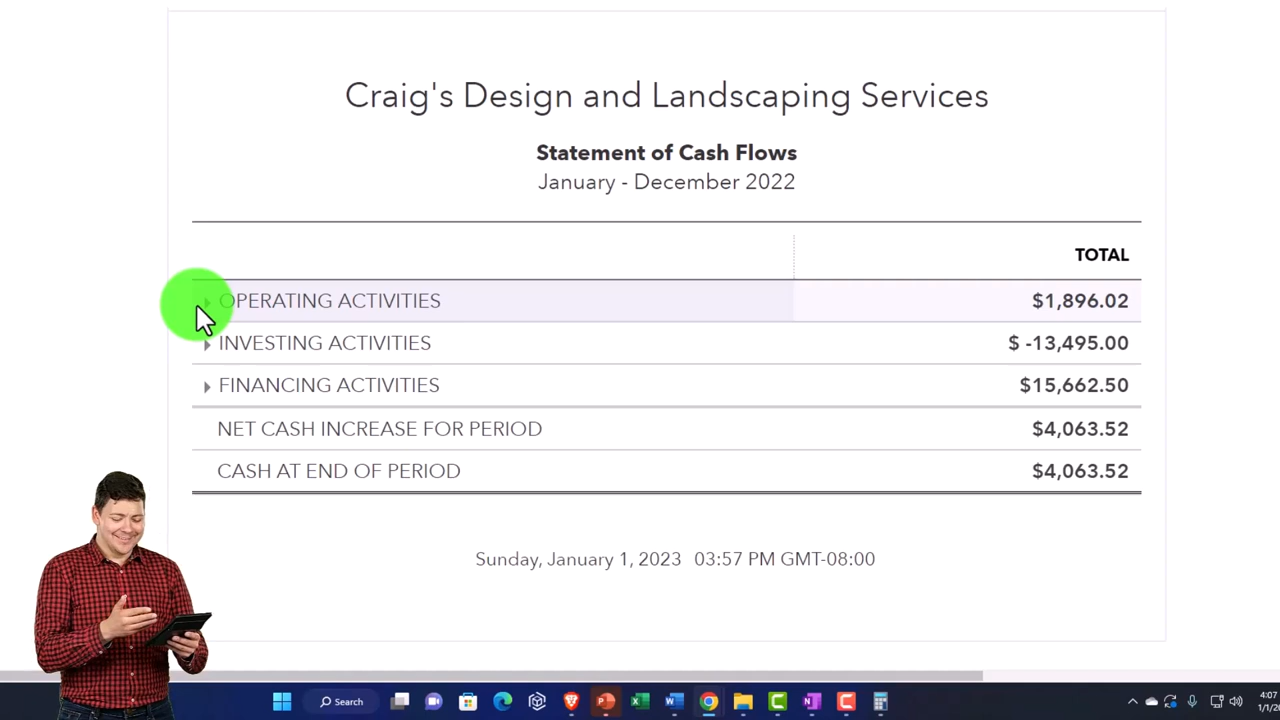 Craig's Design and Landscaping Services
Statement of Cash Flows
January - December 2022
TOTAL
OPERATING ACTIVITIES $1,896.02
INVESTING ACTIVITIES $ -13,495.00
FINANCING ACTIVITIES $15,662.50
NET CASH INCREASE FOR PERIOD $4,063.52
CASH AT END OF PERIOD $4,063.52
Sunday, January 1, 2023 03:57 PM GMT-08:00
Search
4:07